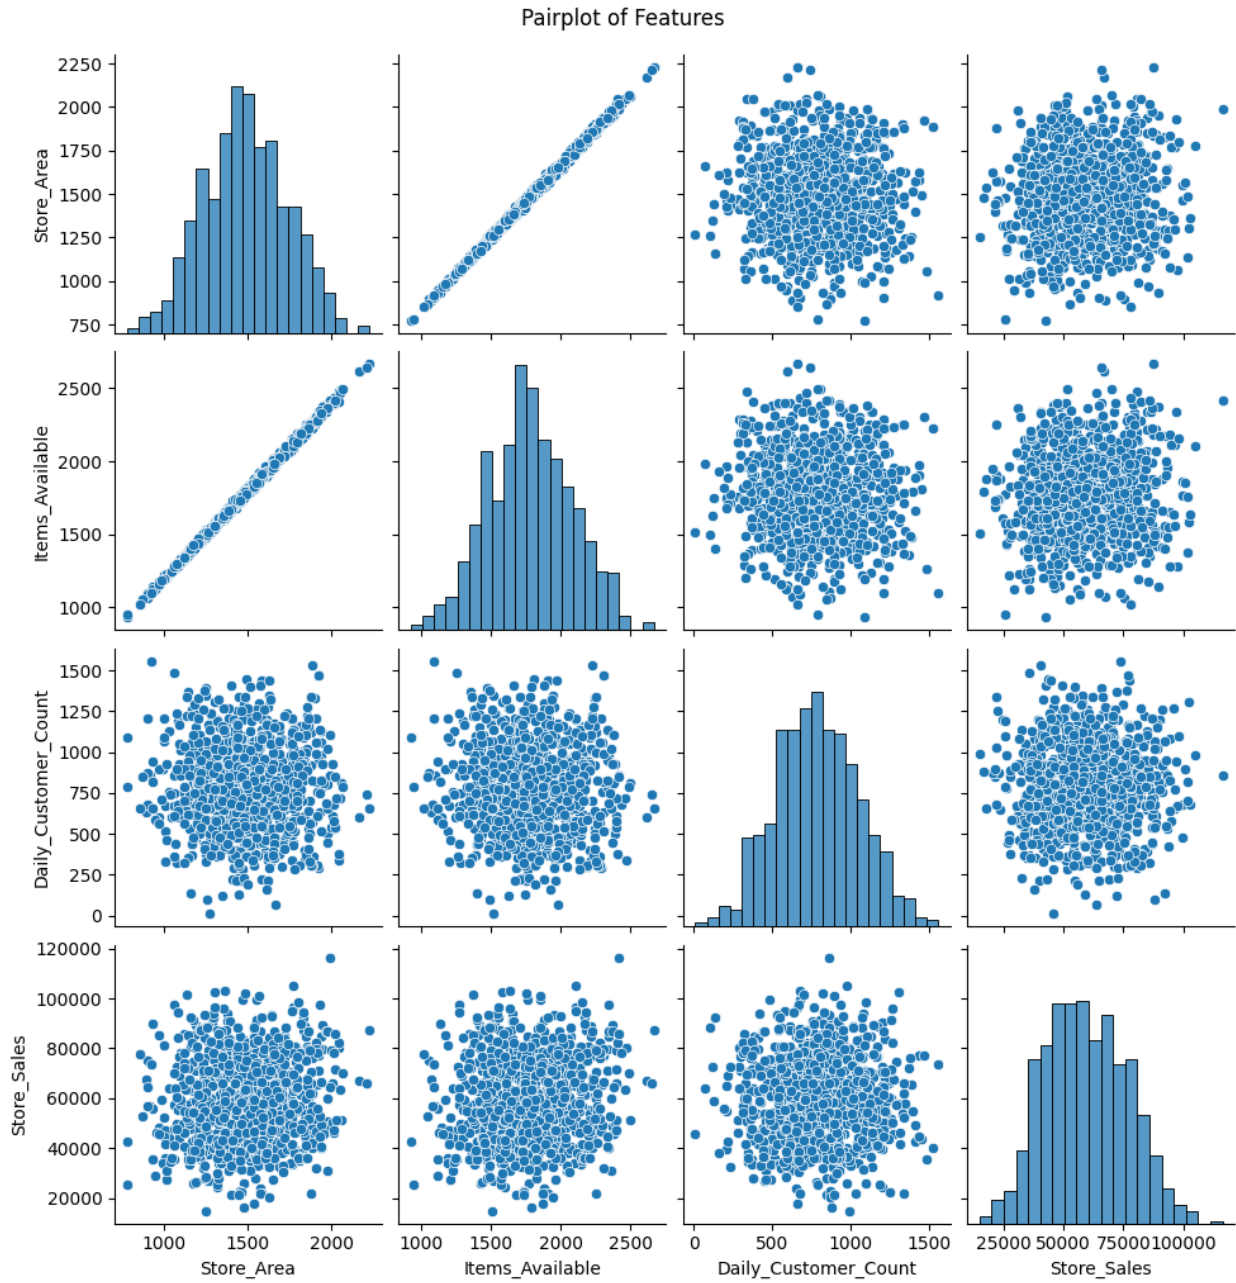 Pairplot of Features
2250
2000
1750
1500
1250
1000
750
Store_Area
2500
2000
1500
1000
Items_Available
1500
1250
1000
750
500
250
0
Daily_Customer_Count
120000
100000
80000
60000
40000
20000
Store_Sales
1000 1500 2000
Store_Area
1000 1500 2000 2500
Items_Available
0 500 1000 1500
Daily_Customer_Count
25000 50000 75000 100000
Store_Sales